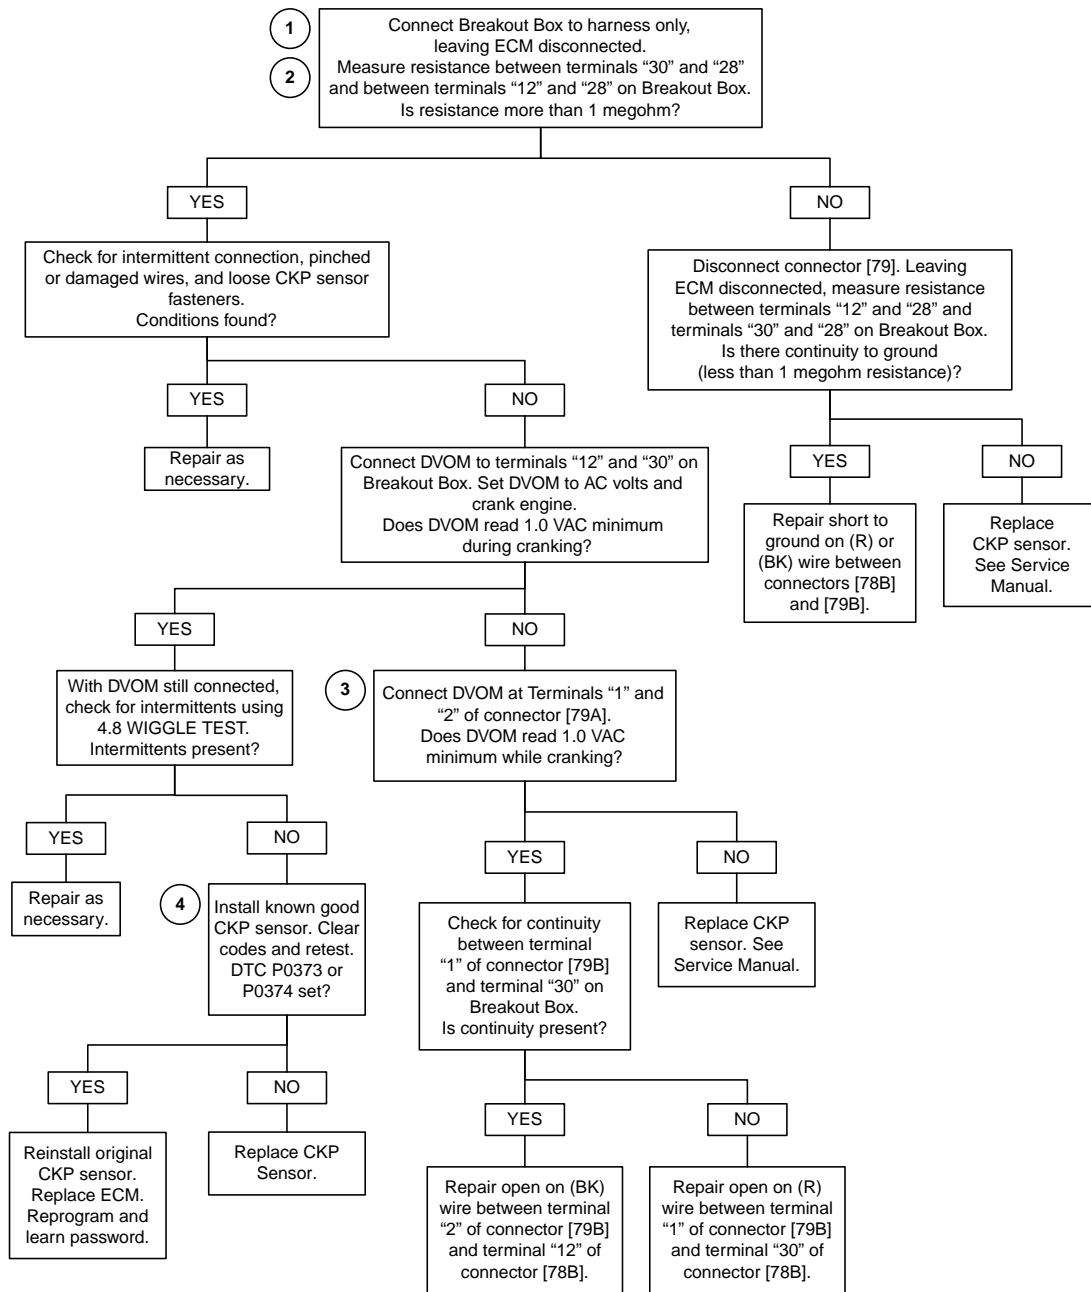 1
2
Connect Breakout Box to harness only,
leaving ECM disconnected.
Measure resistance between terminals “30” and “28”
and between terminals “12” and “28” on Breakout Box.
Is resistance more than 1 megohm?
YES
NO
Check for intermittent connection, pinched
or damaged wires, and loose CKP sensor
fasteners.
Conditions found?
Disconnect connector [79]. Leaving
ECM disconnected, measure resistance
between terminals “12” and “28” and
terminals “30” and “28” on Breakout Box.
Is there continuity to ground
(less than 1 megohm resistance)?
YES
NO
YES
NO
Repair as
necessary.
Connect DVOM to terminals “12” and “30” on
Breakout Box. Set DVOM to AC volts and
crank engine.
Does DVOM read 1.0 VAC minimum
during cranking?
Repair short to
ground on (R) or
(BK) wire between
connectors [78B]
and [79B].
Replace
CKP sensor.
See Service
Manual.
YES
NO
With DVOM still connected,
check for intermittents using
4.8 WIGGLE TEST.
Intermittents present?
3
Connect DVOM at Terminals “1” and
“2” of connector [79A].
Does DVOM read 1.0 VAC
minimum while cranking?
YES
NO
YES
NO
Repair as
necessary.
4
Install known good
CKP sensor. Clear
codes and retest.
DTC P0373 or
P0374 set?
Check for continuity
between terminal
“1” of connector [79B]
and terminal “30” on
Breakout Box.
Is continuity present?
Replace CKP
sensor. See
Service Manual.
YES
NO
YES
NO
Reinstall original
CKP sensor.
Replace ECM.
Reprogram and
learn password.
Replace CKP
Sensor.
Repair open on (BK)
wire between terminal
“2” of connector [79B]
and terminal “12” of
connector [78B].
Repair open on (R)
wire between terminal
“1” of connector [79B]
and terminal “30” of
connector [78B].